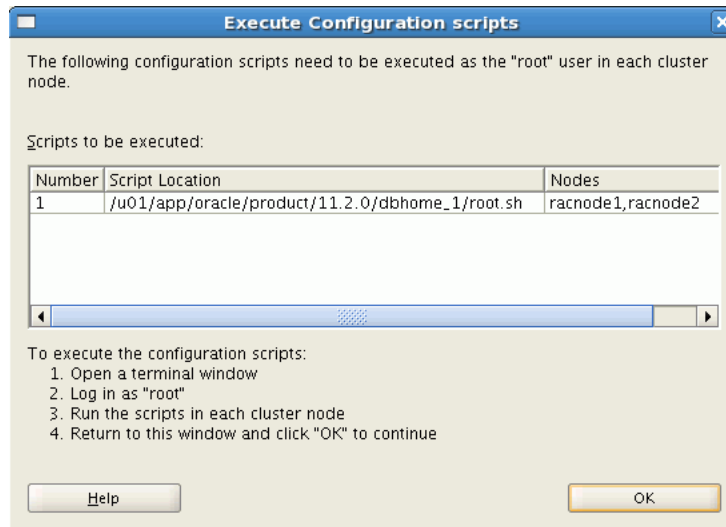 Execute Configuration scripts
The following configuration scripts need to be executed as the "root" user in each cluster
node.
Scripts to be executed:
Number Script Location Nodes
1 /u01/app/oracle/product/11.2.0/dbhome_1/root.sh racnode1,racnode2
To execute the configuration scripts:
1. Open a terminal window
2. Log in as "root"
3. Run the scripts in each cluster node
4. Return to this window and click "OK" to continue
Help OK